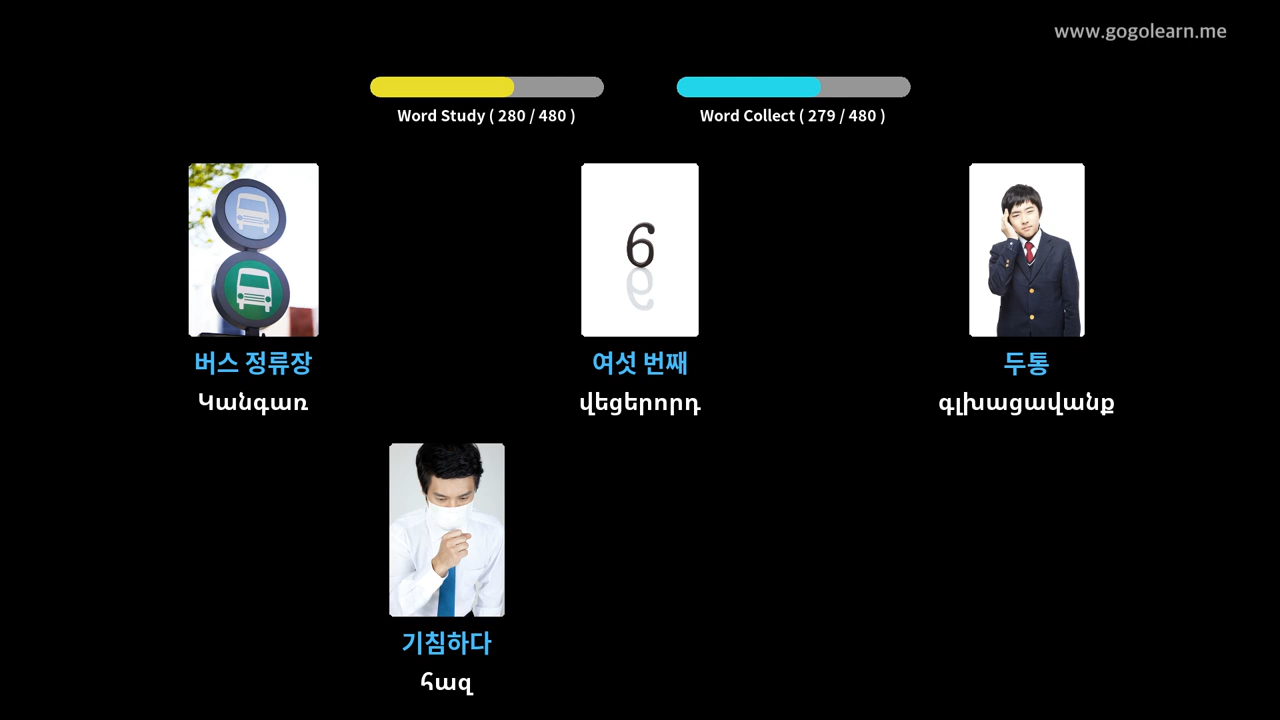 www.gogolearn.me
Word Study ( 280 / 480 )
Word Collect ( 279 / 480 )
6
버스 정류장
여섯 번째
두통
Կանգառ
վեցերորդ
գլխացավանք
기침하다
հազ